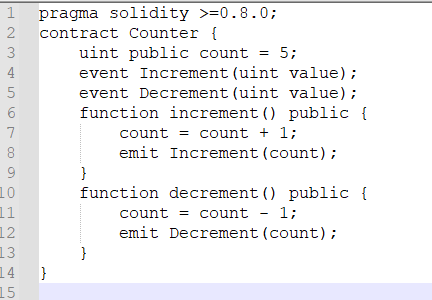 1 pragma solidity >=0.8.0;
2 contract Counter {
3     uint public count = 5;
4     event Increment(uint value);
5     event Decrement(uint value);
6     function increment() public {
7         count = count + 1;
8         emit Increment(count);
9     }
10     function decrement() public {
11         count = count - 1;
12         emit Decrement(count);
13     }
14 }
15